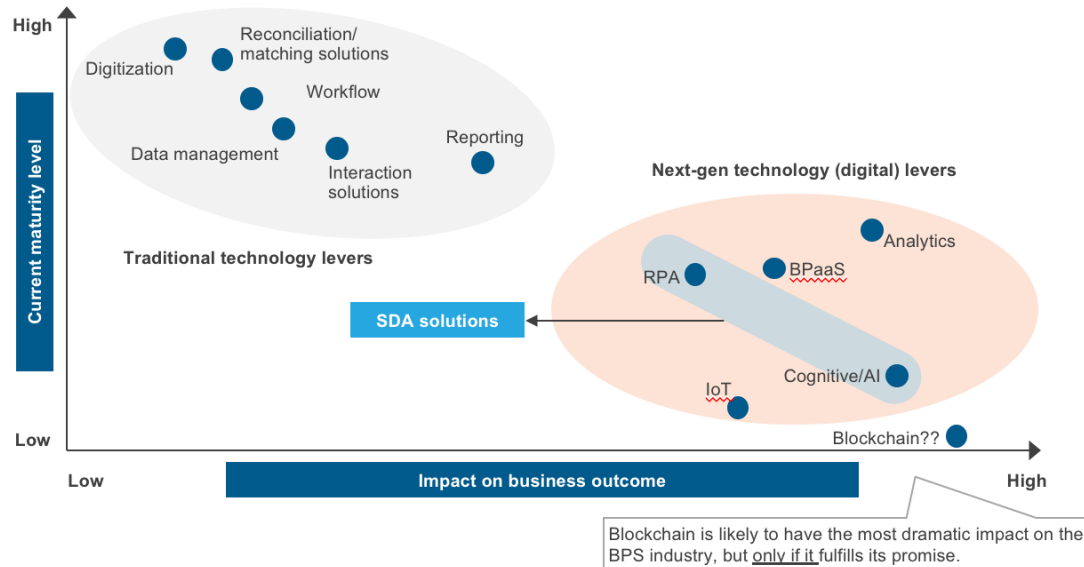 High
Reconciliation/
matching solutions
Digitization
Workflow
Data management
Reporting
Interaction
solutions
Current maturity level
Traditional technology levers
Next-gen technology (digital) levers
Analytics
BPaaS
RPA
SDA solutions
Cognitive/AI
IoT
Blockchain??
Low
Low
Impact on business outcome
High
Blockchain is likely to have the most dramatic impact on the
BPS industry, but only if it fulfills its promise.